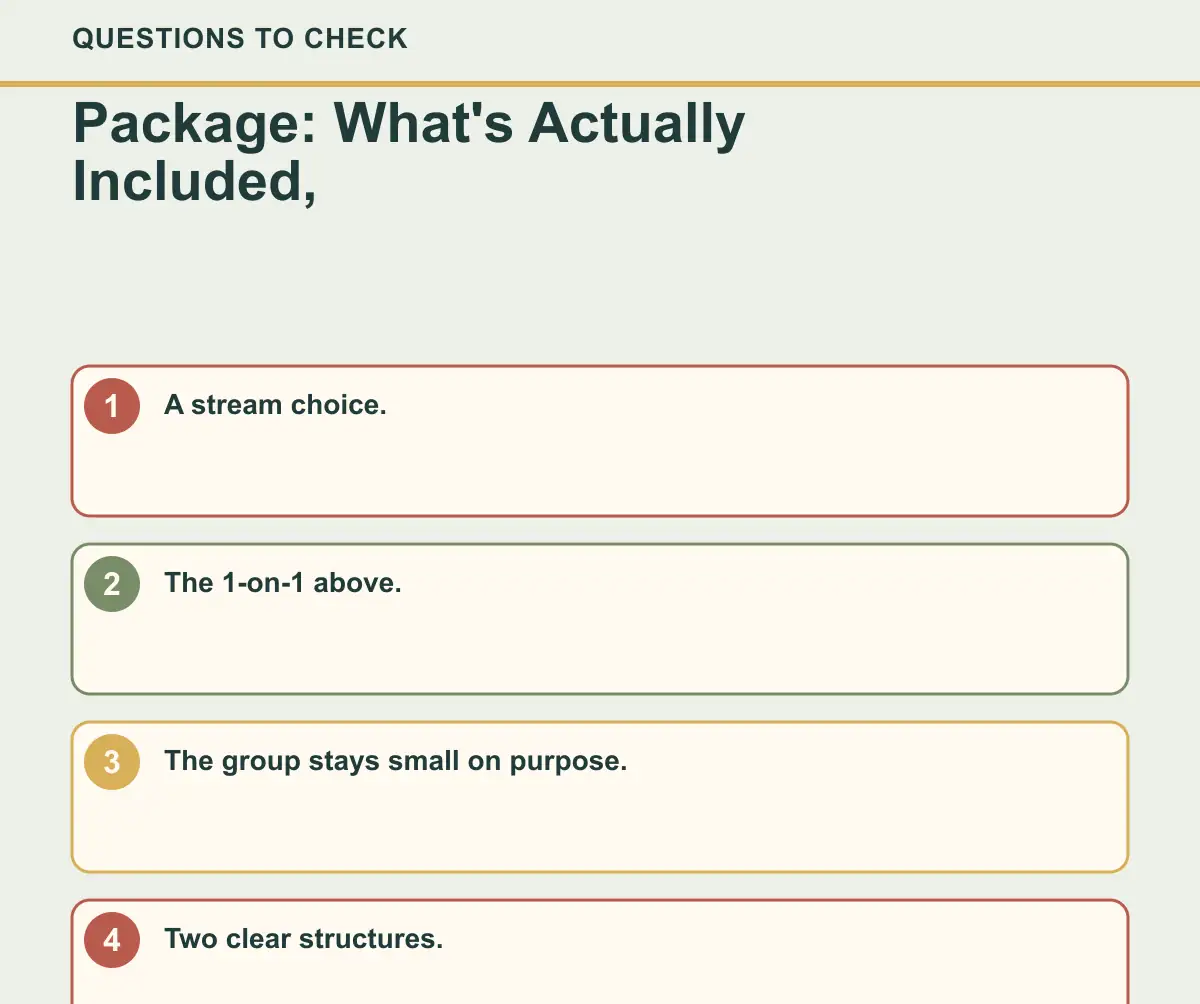 QUESTIONS TO CHECK
Package: What's Actually
Included,
1 A stream choice.
2 The 1-on-1 above.
3 The group stays small on purpose.
4 Two clear structures.